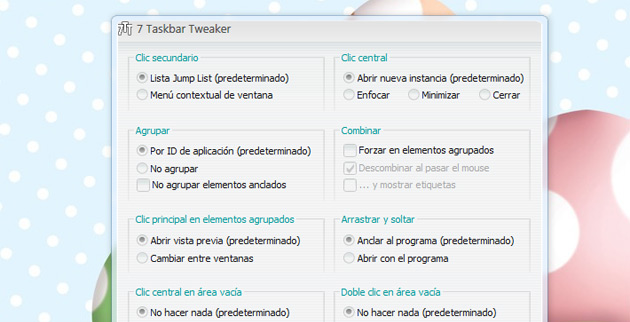 7 Taskbar Tweaker
Clic secundario
Lista Jump List (predeterminado)
Menú contextual de ventana
Clic central
Abrir nueva instancia (predeterminado)
Enfocar Minimizar Cerrar
Agrupar
Por ID de aplicación (predeterminado)
No agrupar
No agrupar elementos anclados
Combinar
Forzar en elementos agrupados
Descombinar al pasar el mouse
... y mostrar etiquetas
Clic principal en elementos agrupados
Abrir vista previa (predeterminado)
Cambiar entre ventanas
Arrastrar y soltar
Anclar al programa (predeterminado)
Abrir con el programa
Clic central en área vacía
No hacer nada (predeterminado)
Doble clic en área vacía
No hacer nada (predeterminado)